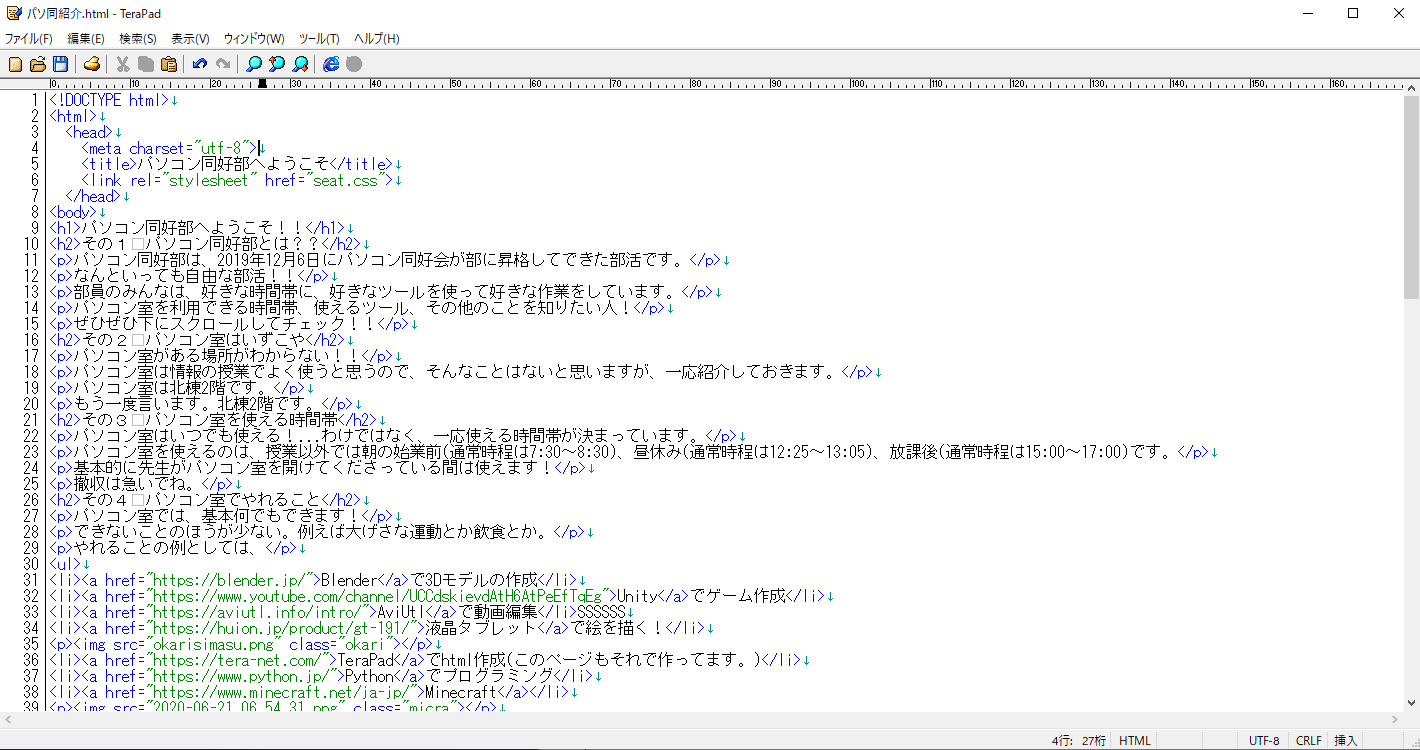 パソ同紹介.html - TeraPad
ファイル(F) 編集(E) 検索(S) 表示(V) ウィンドウ(W) ツール(T) ヘルプ(H)
0 10 20 30 40 50 60 70 80 90 100 110 120 130 140 150 160
1 <!DOCTYPE html>↓
2 <html>↓
3 <head>↓
4 <meta charset="utf-8">↓
5 <title>パソコン同好部へようこそ</title>↓
6 <link rel="stylesheet" href="seat.css">↓
7 </head>↓
8 <body>↓
9 <h1>パソコン同好部へようこそ！！</h1>↓
10 <h2>その１□パソコン同好部とは？？</h2>↓
11 <p>パソコン同好部は、2019年12月6日にパソコン同好会が部に昇格してできた部活です。</p>↓
12 <p>なんといっても自由な部活！！</p>↓
13 <p>部員のみんなは、好きな時間帯に、好きなツールを使って好きな作業をしています。</p>↓
14 <p>パソコン室を利用できる時間帯、使えるツール、その他のことを知りたい人！</p>↓
15 <p>ぜひぜひ下にスクロールしてチェック！！</p>↓
16 <h2>その２□パソコン室はいずこや</h2>↓
17 <p>パソコン室がある場所がわからない！！</p>↓
18 <p>パソコン室は情報の授業でよく使うと思うので、そんなことはないと思いますが、一応紹介しておきます。</p>↓
19 <p>パソコン室は北棟2階です。</p>↓
20 <p>もう一度言います。北棟2階です。</p>↓
21 <h2>その３□パソコン室を使える時間帯</h2>↓
22 <p>パソコン室はいつでも使える！...わけではなく、一応使える時間帯が決まっています。</p>↓
23 <p>パソコン室を使えるのは、授業以外では朝の始業前(通常時程は7:30～8:30)、昼休み(通常時程は12:25～13:05)、放課後(通常時程は15:00～17:00)です。</p>↓
24 <p>基本的に先生がパソコン室を開けてくださっている間は使えます！</p>↓
25 <p>撤収は急いでね。</p>↓
26 <h2>その４□パソコン室でやれること</h2>↓
27 <p>パソコン室では、基本何でもできます！</p>↓
28 <p>できないことのほうが少ない。例えば大げさな運動とか飲食とか。</p>↓
29 <p>やれることの例としては、</p>↓
30 <ul>↓
31 <li><a href="https://blender.jp/">Blender</a>で3Dモデルの作成</li>↓
32 <li><a href="https://www.youtube.com/channel/UCCdskievdAtH6AtPeEfTqEg">Unity</a>でゲーム作成</li>↓
33 <li><a href="https://aviutl.info/intro/">AviUtl</a>で動画編集</li>SSSSSS↓
34 <li><a href="https://huion.jp/product/gt-191/">液晶タブレット</a>で絵を描く！</li>↓
35 <p><img src="okarisimasu.png" class="okari"></p>↓
36 <li><a href="https://tera-net.com/">TeraPad</a>でhtml作成(このページもそれで作ってます。)</li>↓
37 <li><a href="https://www.python.jp/">Python</a>でプログラミング</li>↓
38 <li><a href="https://www.minecraft.net/ja-jp/">Minecraft</a></li>↓
39 <p><img src="2020-06-21_06.54.31.png" class="micra"></p>↓
4行: 27桁 HTML UTF-8 CRLF 挿入